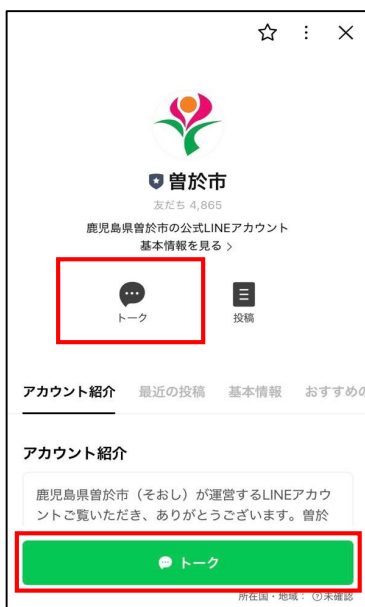 曽於市
友だち 4,865
鹿児島県曽於市の公式LINEアカウント
基本情報を見る >
トーク 投稿
アカウント紹介 最近の投稿 基本情報 おすすめの
アカウント紹介
鹿児島県曽於市（そおし）が運営するLINEアカウ
ントご覧いただき、ありがとうございます。曽於
トーク
所在国・地域： ?未確認